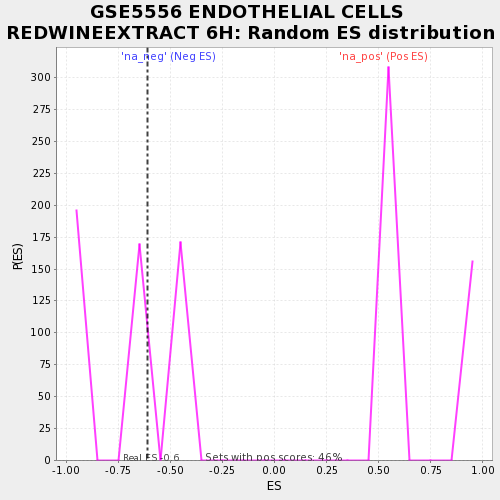 GSE5556 ENDOTHELIAL CELLS
REDWINEEXTRACT 6H: Random ES distribution
'na_neg' (Neg ES)
'na_pos' (Pos ES)
300
275
250
225
200
175
150
125
100
75
50
25
0
P(ES)
Real ES -0.6
Sets with pos scores: 46%
-1.00 -0.75 -0.50 -0.25 0.00 0.25 0.50 0.75 1.00
ES